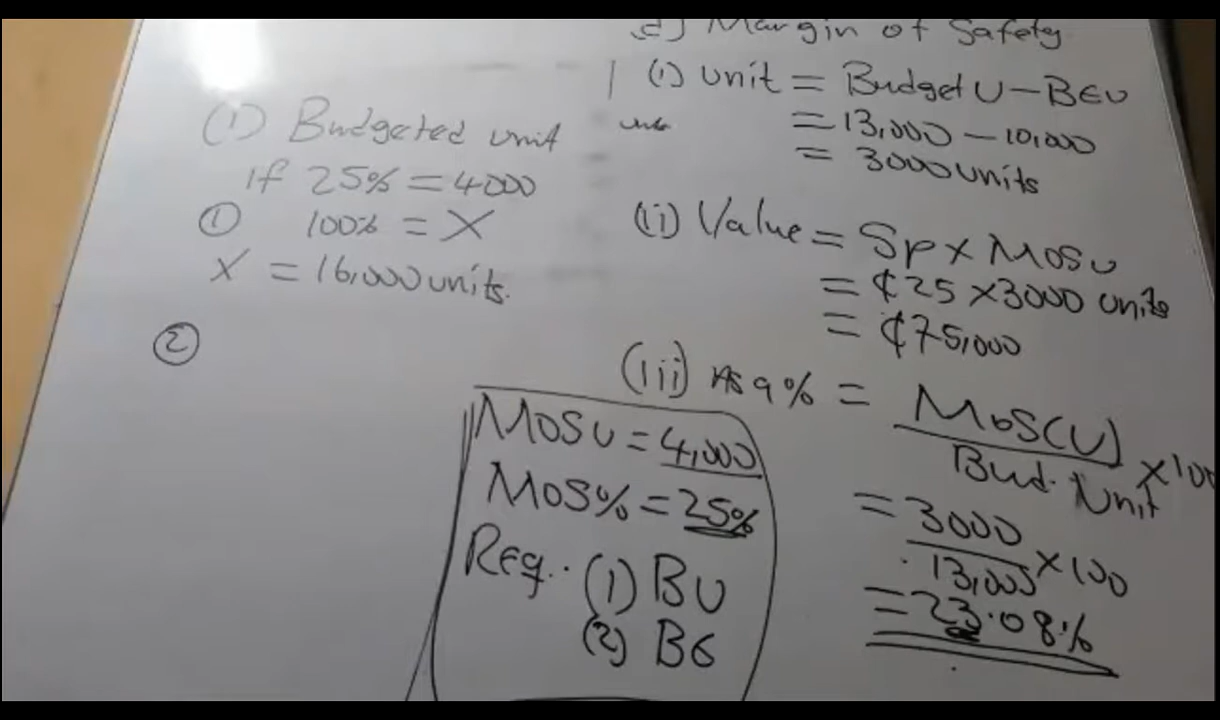 d) Margin of Safety
(i) unit = Budget U - BEU
= 13,000 - 10,000
= 3000 units
(ii) Value = Sp x MOSU
= ₵25 x 3000 units
= ₵75,000
(iii) As a % = MoS(U)
Bud. Unit x 100
= 3000
13,000 x 100
= 23.08%
(1) Budgeted unit
if 25% = 4000
① 100% = X
X = 16,000 units.
②
MOSU = 4,000
MOS% = 25%
Req. (1) BU
(2) BE